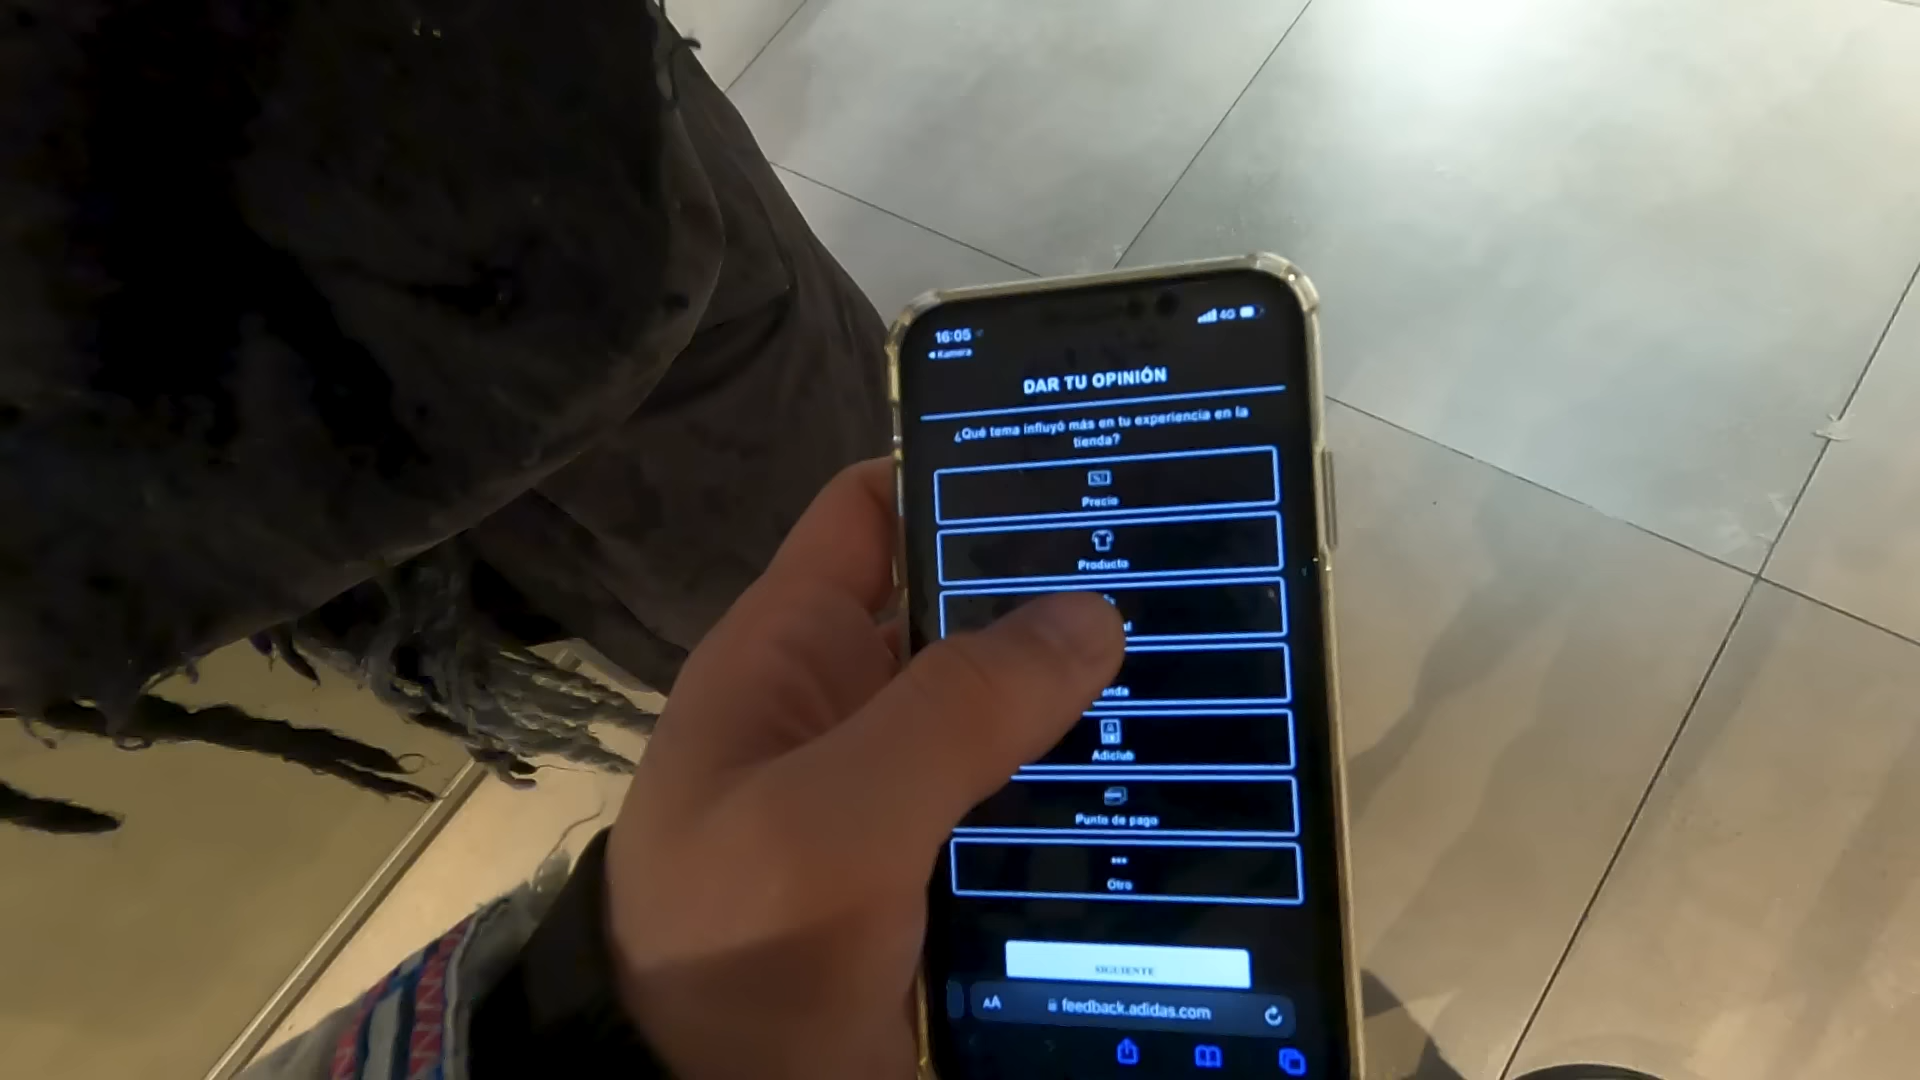 16:05
4G
◀ Kamera
DAR TU OPINIÓN
¿Qué tema influyó más en tu experiencia en la
tienda?
Precio
Producto
Adiclub
Punto de pago
Otro
SIGUIENTE
AA
feedback.adidas.com